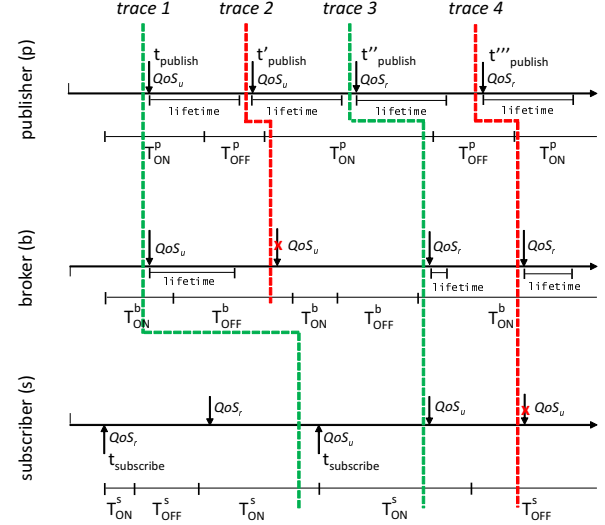 trace 1 trace 2 trace 3 trace 4
t_publish t'_publish t''_publish t'''_publish
QoS_u QoS_u QoS_r QoS_r
publisher (p)
lifetime lifetime lifetime lifetime
T^p_ON T^p_OFF T^p_ON T^p_OFF T^p_ON
QoS_u x QoS_u QoS_r QoS_r
broker (b)
lifetime lifetime lifetime
T^b_ON T^b_OFF T^b_ON T^b_OFF T^b_ON
subscriber (s)
QoS_r QoS_r QoS_u QoS_u x QoS_u
t_subscribe t_subscribe
T^s_ON T^s_OFF T^s_ON T^s_ON T^s_OFF